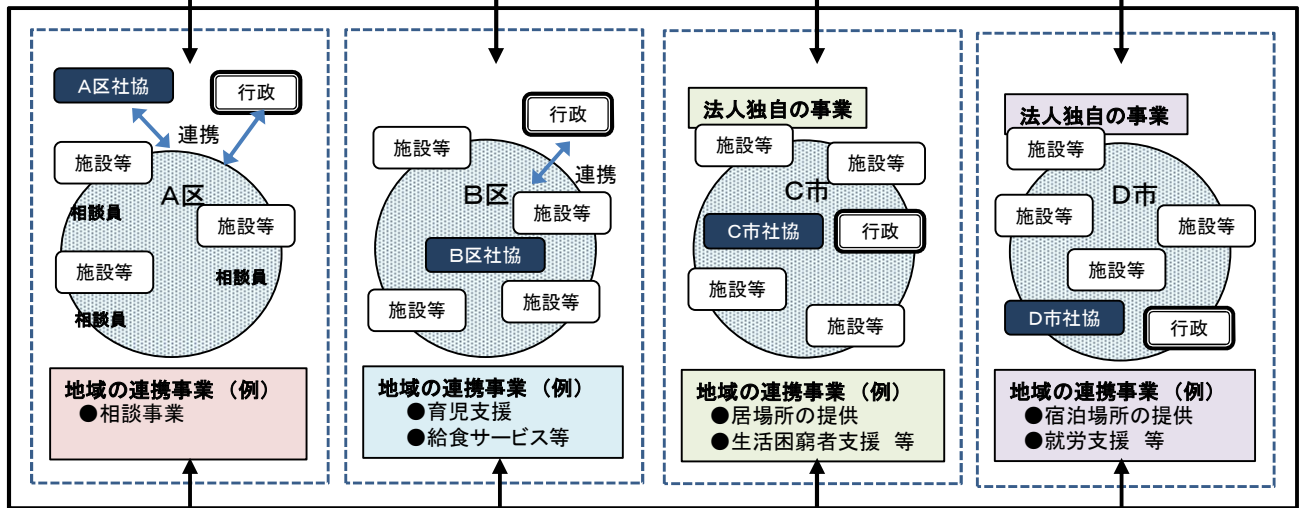 A区社協
行政
連携
施設等
A区
相談員
施設等
施設等
相談員
相談員
地域の連携事業 （例）
●相談事業
行政
連携
施設等
B区
施設等
B区社協
施設等
施設等
地域の連携事業 （例）
●育児支援
●給食サービス等
法人独自の事業
施設等
施設等
C市
C市社協
行政
施設等
施設等
地域の連携事業 （例）
●居場所の提供
●生活困窮者支援 等
法人独自の事業
施設等
D市
施設等
施設等
施設等
D市社協
行政
地域の連携事業 （例）
●宿泊場所の提供
●就労支援 等